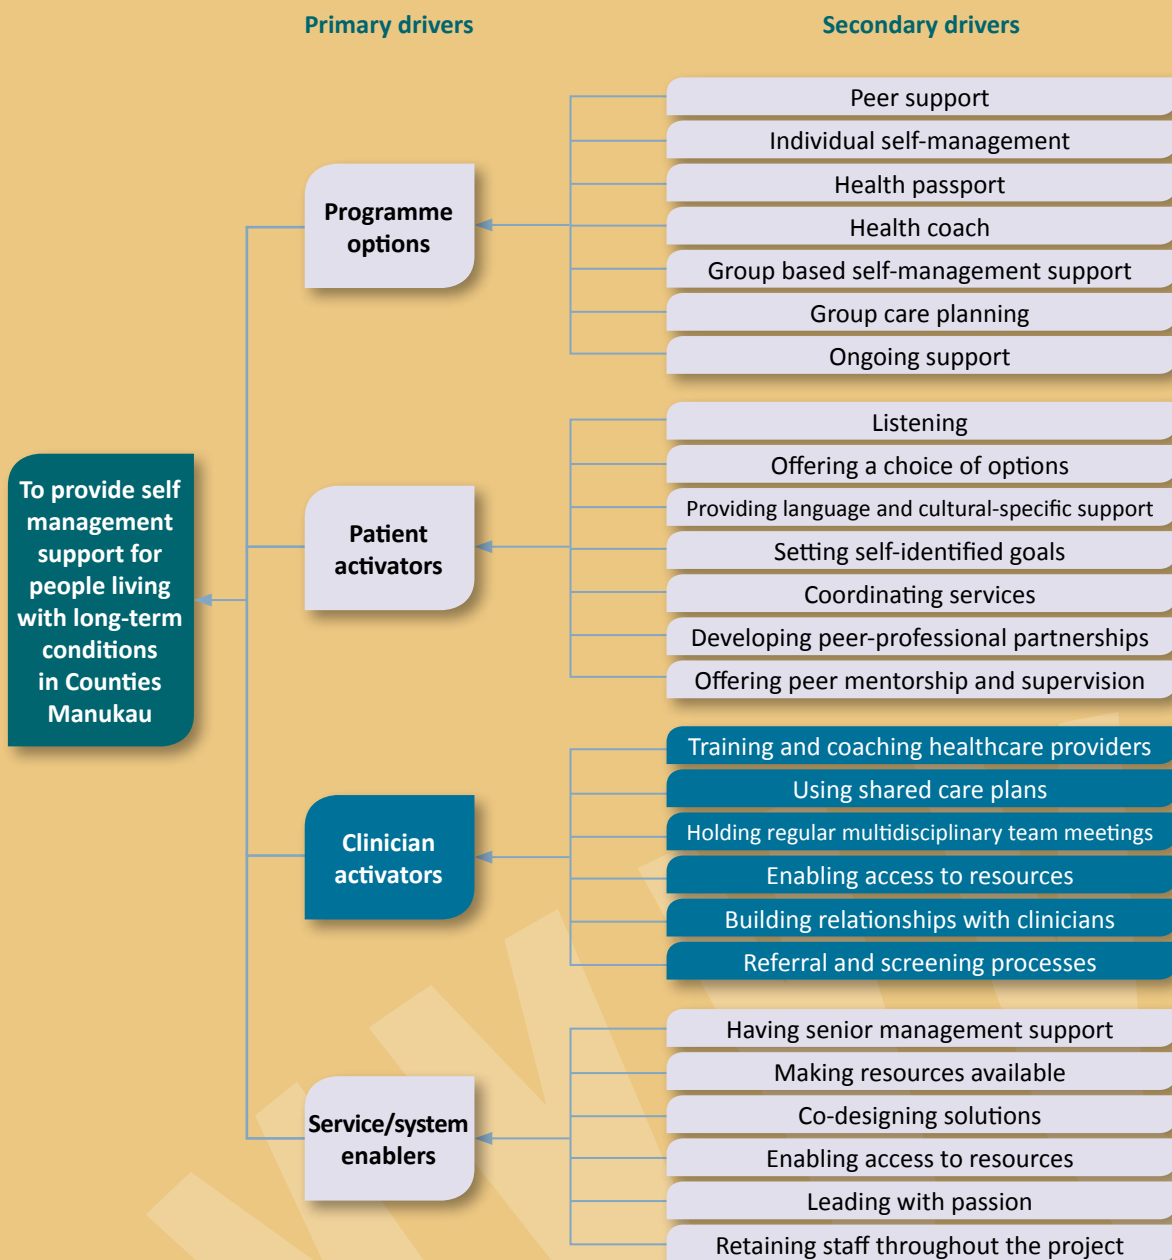 Primary drivers
Secondary drivers
To provide self
management
support for
people living
with long-term
conditions
in Counties
Manukau
Programme
options
Peer support
Individual self-management
Health passport
Health coach
Group based self-management support
Group care planning
Ongoing support
Patient
activators
Listening
Offering a choice of options
Providing language and cultural-specific support
Setting self-identified goals
Coordinating services
Developing peer-professional partnerships
Offering peer mentorship and supervision
Clinician
activators
Training and coaching healthcare providers
Using shared care plans
Holding regular multidisciplinary team meetings
Enabling access to resources
Building relationships with clinicians
Referral and screening processes
Service/system
enablers
Having senior management support
Making resources available
Co-designing solutions
Enabling access to resources
Leading with passion
Retaining staff throughout the project